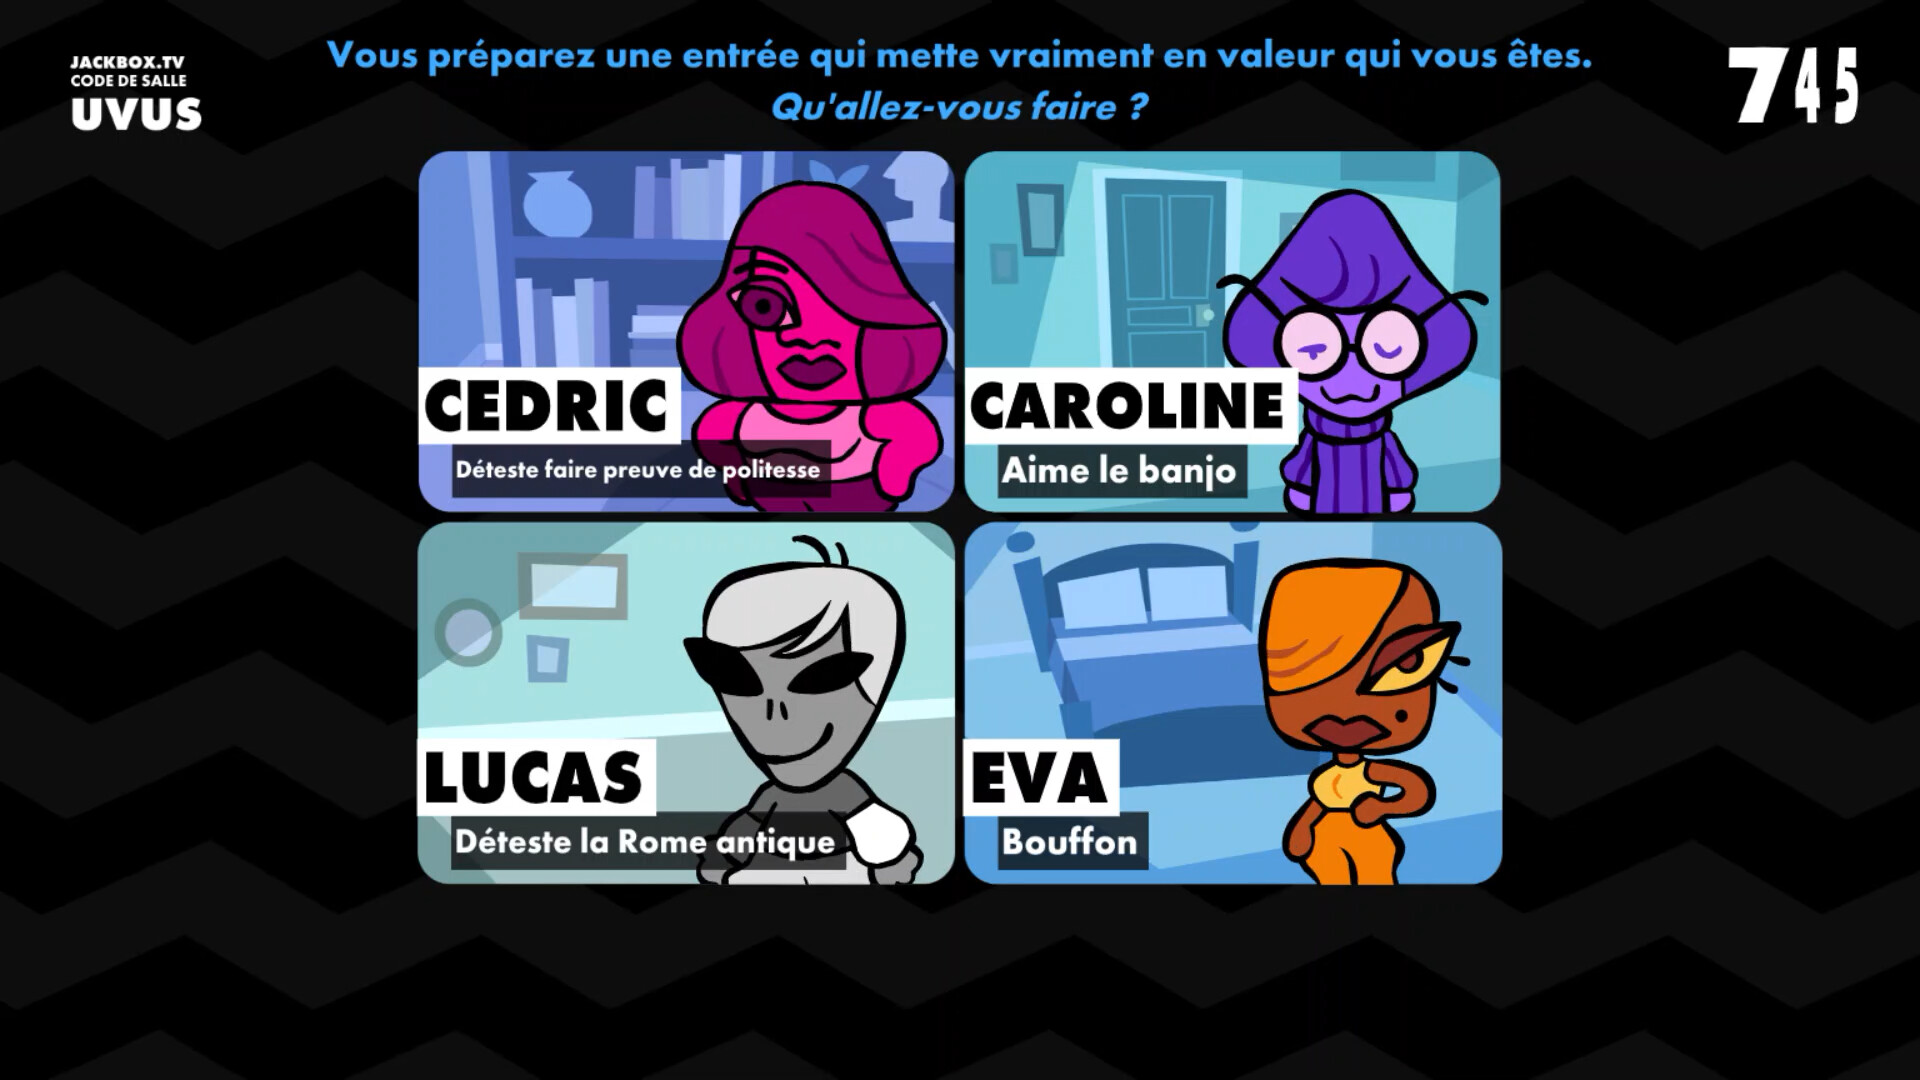 JACKBOX.TV
CODE DE SALLE
UVUS
Vous préparez une entrée qui mette vraiment en valeur qui vous êtes.
Qu'allez-vous faire ?
745
CEDRIC
Déteste faire preuve de politesse
CAROLINE
Aime le banjo
LUCAS
Déteste la Rome antique
EVA
Bouffon